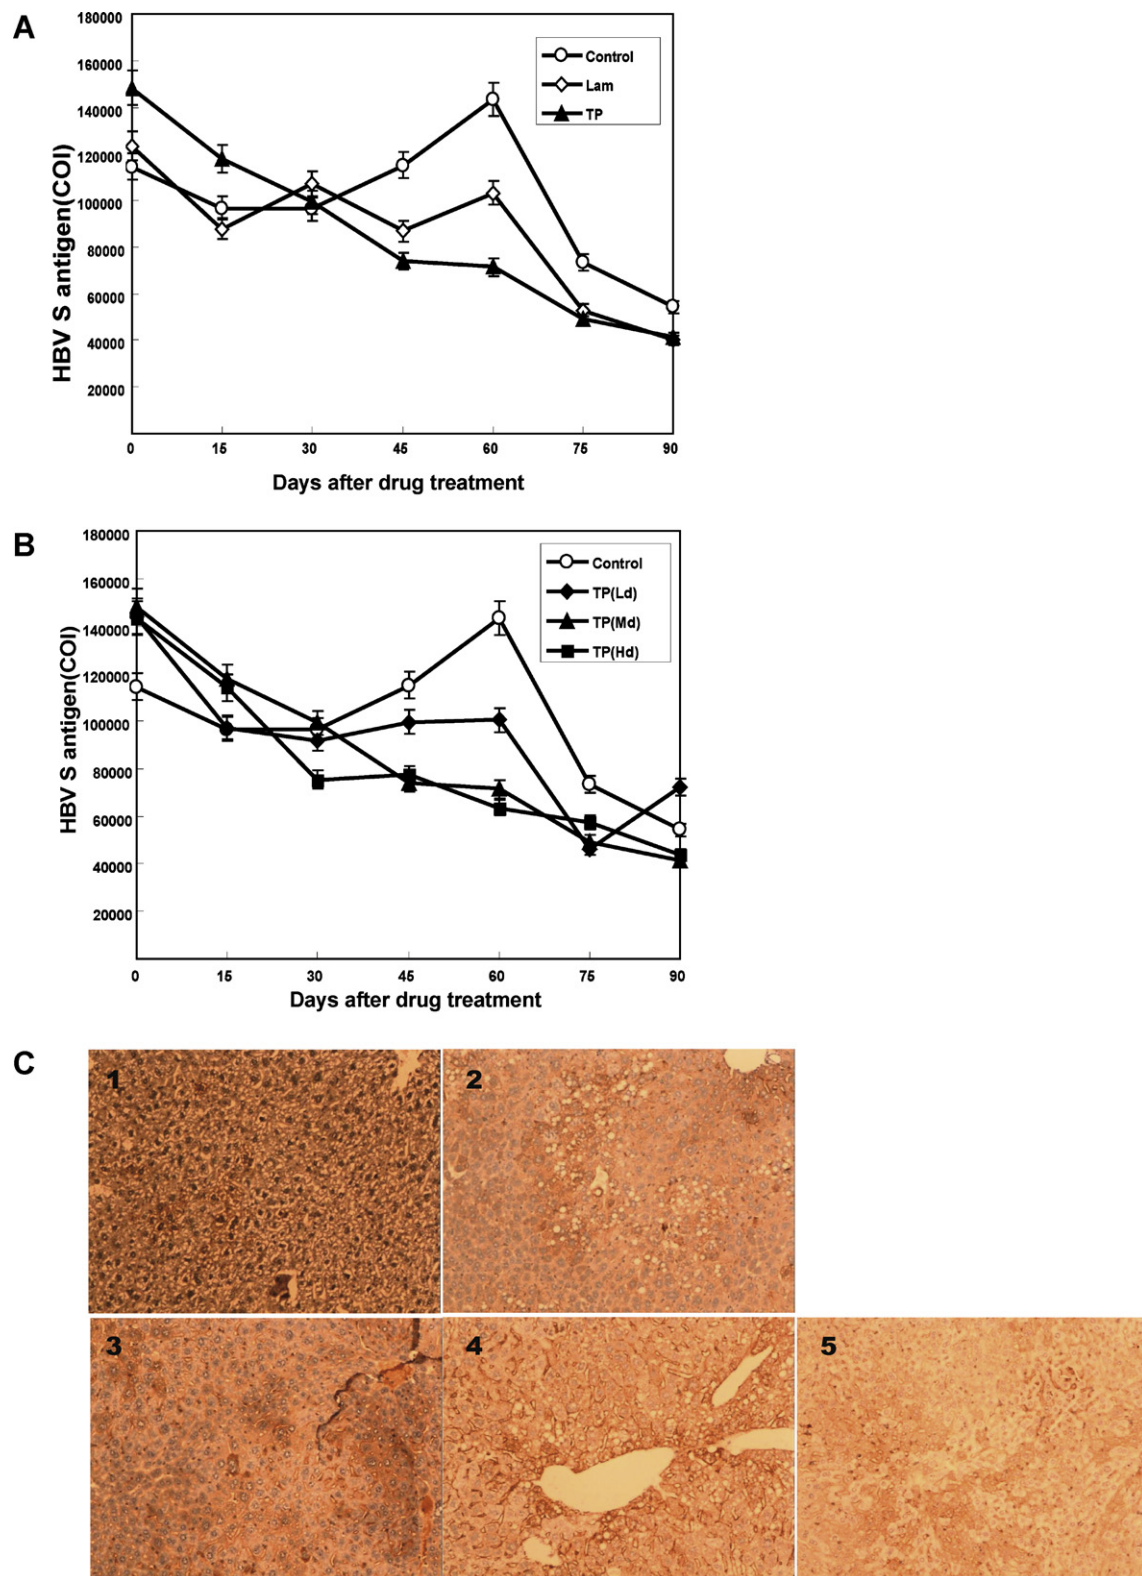 A
180000
160000
140000
120000
100000
80000
60000
40000
20000
HBV S antigen(COI)
Control
Lam
TP
0 15 30 45 60 75 90
Days after drug treatment
B
180000
160000
140000
120000
100000
80000
60000
40000
20000
HBV S antigen(COI)
Control
TP(Ld)
TP(Md)
TP(Hd)
0 15 30 45 60 75 90
Days after drug treatment
C
1 2
3 4 5